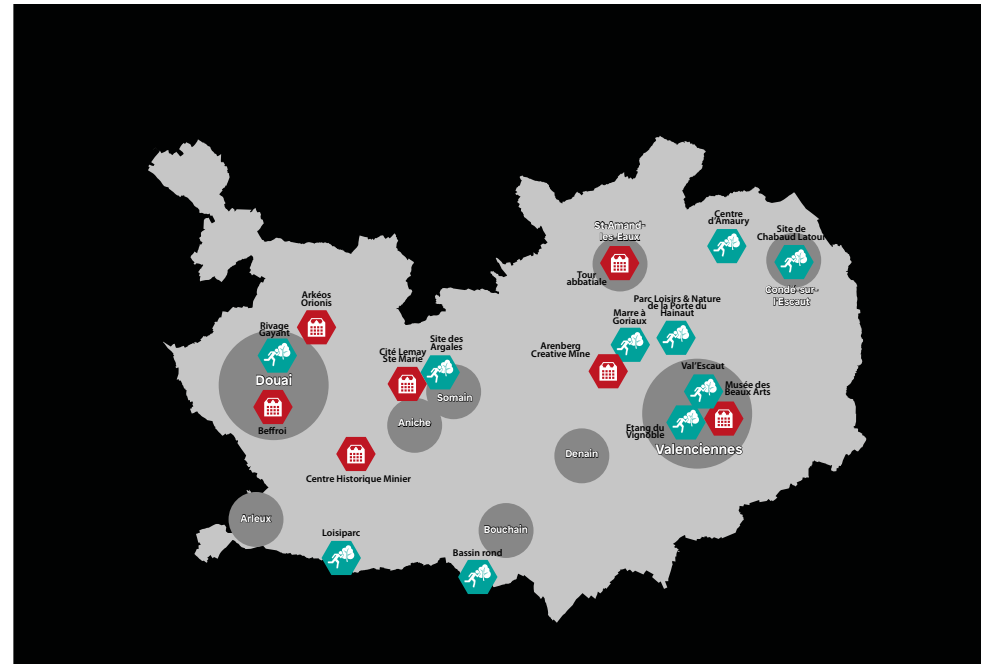 Centre
d'Amaury
St-Amand-
les-Eaux
Site de
Chabaud Latour
Tour
abbatiale
Condé-sur-
l'Escaut
Arkéos
Orionis
Parc Loisirs & Nature
de la Porte du
Hainaut
Marre à
Goriaux
Rivage
Gayant
Cité Lemay
Ste Marie
Site des
Argales
Arenberg
Creative Mine
Douai
Val'Escaut
Musée des
Beaux Arts
Somain
Aniche
Beffroi
Etang du
Vignoble
Valenciennes
Denain
Centre Historique Minier
Arleux
Bouchain
Loisiparc
Bassin rond